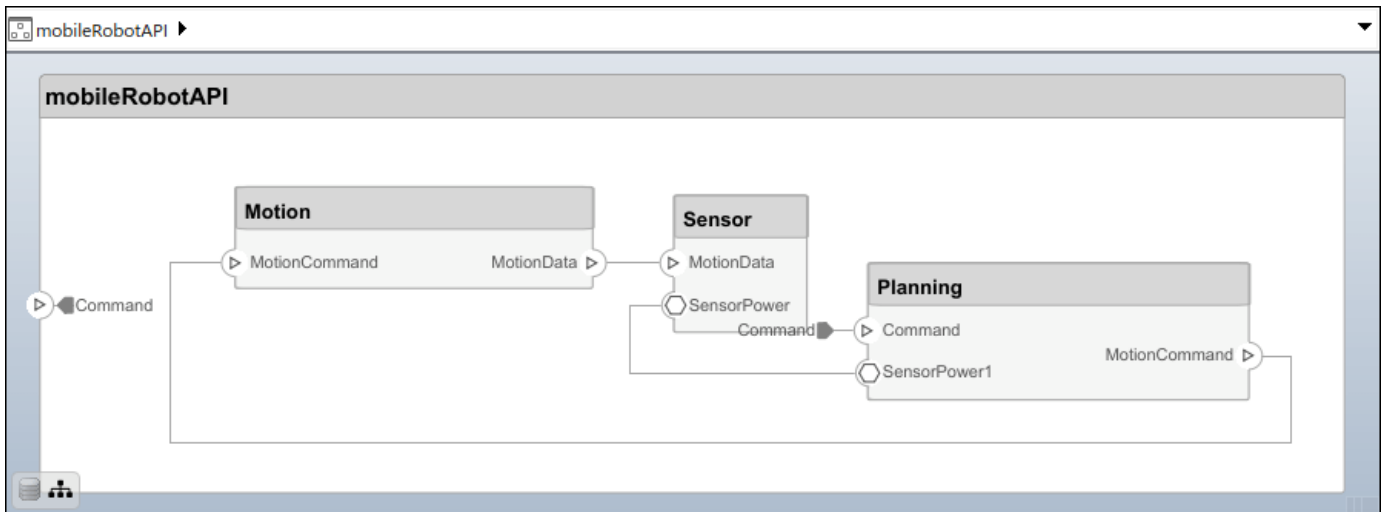 mobileRobotAPI
mobileRobotAPI
Motion
MotionCommand
MotionData
Sensor
MotionData
SensorPower
Command
Command
Planning
Command
SensorPower1
MotionCommand